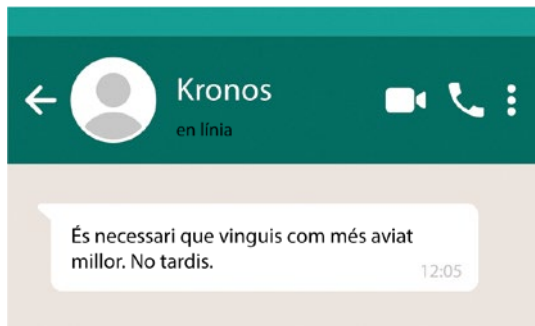 Kronos
en línia
És necessari que vinguis com més aviat
millor. No tardis.
12:05